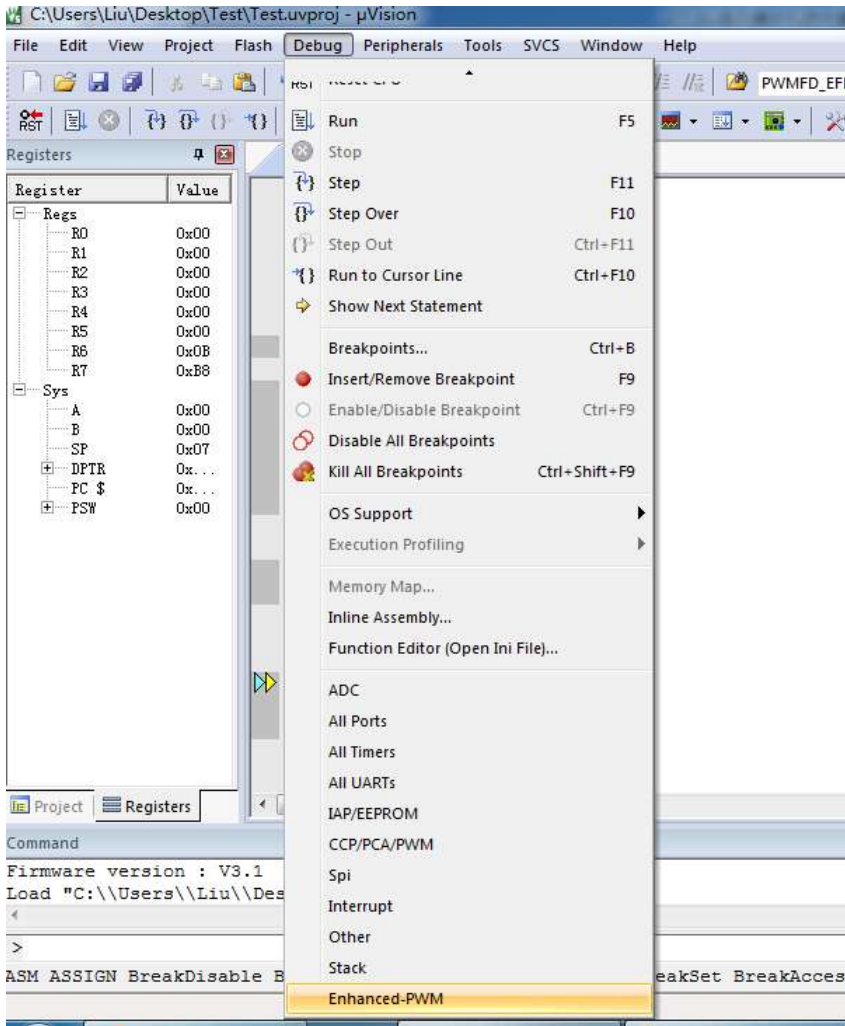 C:\Users\Liu\Desktop\Test\Test.uvproj - µVision
File Edit View Project Flash Debug Peripherals Tools SVCS Window Help
RST PWMFD_EF
RST Run F5
Registers Stop
Register Value Step F11
Regs Step Over F10
R0 0x00
R1 0x00 Step Out Ctrl+F11
R2 0x00 Run to Cursor Line Ctrl+F10
R3 0x00
R4 0x00 Show Next Statement
R5 0x00
R6 0x0B Breakpoints... Ctrl+B
R7 0xB8 Insert/Remove Breakpoint F9
Sys
A 0x00 Enable/Disable Breakpoint Ctrl+F9
B 0x00
SP 0x07 Disable All Breakpoints
DPTR 0x... Kill All Breakpoints Ctrl+Shift+F9
PC $ 0x...
PSW 0x00 OS Support
Execution Profiling
Memory Map...
Inline Assembly...
Function Editor (Open Ini File)...
ADC
All Ports
All Timers
All UARTs
Project Registers IAP/EEPROM
Command CCP/PCA/PWM
Firmware version : V3.1 Spi
Load "C:\\Users\\Liu\\Des Interrupt
> Other
ASM ASSIGN BreakDisable B Stack eakSet BreakAcces
Enhanced-PWM